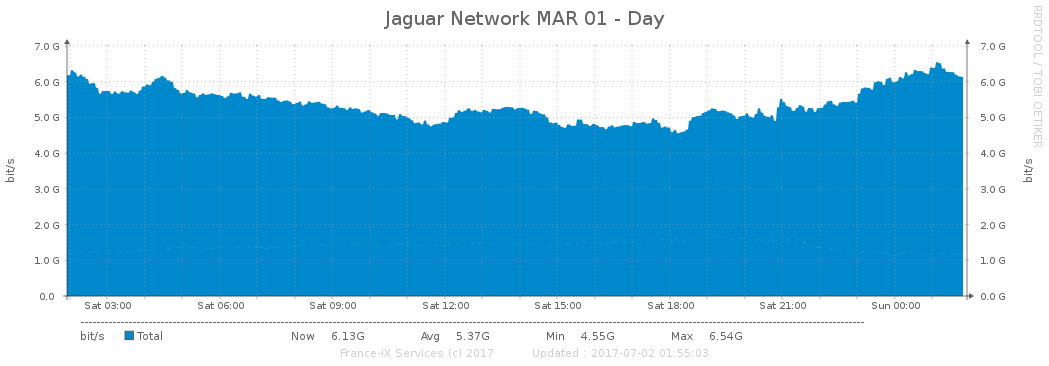 Jaguar Network MAR 01 - Day
RRDTOOL / TOBI OETIKER
7.0 G 7.0 G
6.0 G 6.0 G
5.0 G 5.0 G
4.0 G 4.0 G
3.0 G 3.0 G
2.0 G 2.0 G
1.0 G 1.0 G
0.0 0.0 G
bit/s
bit/s
Sat 03:00 Sat 06:00 Sat 09:00 Sat 12:00 Sat 15:00 Sat 18:00 Sat 21:00 Sun 00:00
bit/s Total Now 6.13G Avg 5.37G Min 4.55G Max 6.54G
France-IX Services (c) 2017 Updated : 2017-07-02 01:55:03